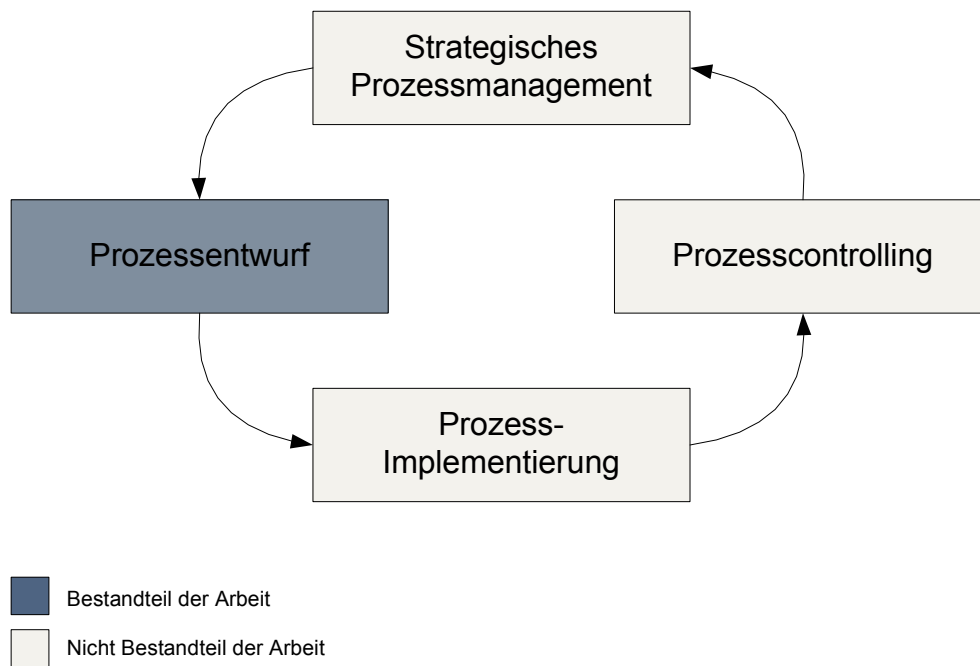 Strategisches
Prozessmanagement
Prozessentwurf
Prozesscontrolling
Prozess-
Implementierung
Bestandteil der Arbeit
Nicht Bestandteil der Arbeit